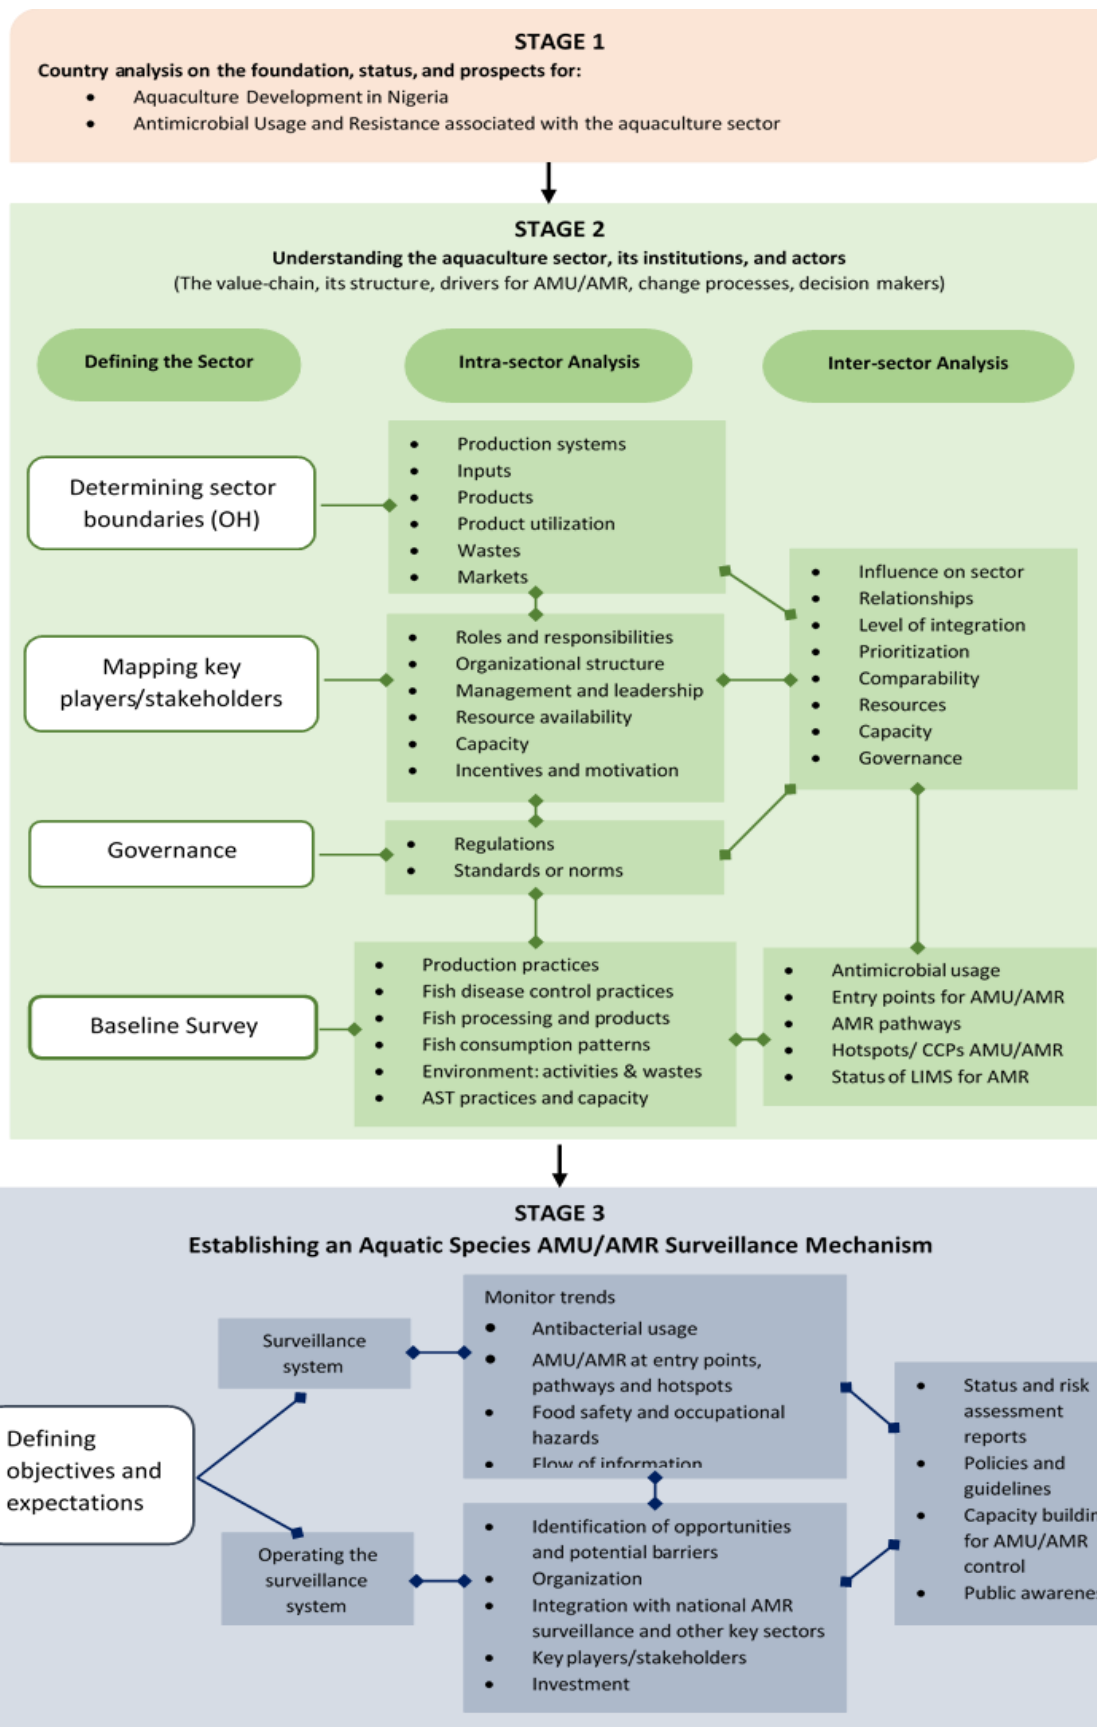 STAGE 1
Country analysis on the foundation, status, and prospects for:
• Aquaculture Development in Nigeria
• Antimicrobial Usage and Resistance associated with the aquaculture sector
STAGE 2
Understanding the aquaculture sector, its institutions, and actors
(The value-chain, its structure, drivers for AMU/AMR, change processes, decision makers)
Defining the Sector
Intra-sector Analysis
Inter-sector Analysis
Determining sector
boundaries (OH)
• Production systems
• Inputs
• Products
• Product utilization
• Wastes
• Markets
Mapping key
players/stakeholders
• Roles and responsibilities
• Organizational structure
• Management and leadership
• Resource availability
• Capacity
• Incentives and motivation
• Influence on sector
• Relationships
• Level of integration
• Prioritization
• Comparability
• Resources
• Capacity
• Governance
Governance
• Regulations
• Standards or norms
Baseline Survey
• Production practices
• Fish disease control practices
• Fish processing and products
• Fish consumption patterns
• Environment: activities & wastes
• AST practices and capacity
• Antimicrobial usage
• Entry points for AMU/AMR
• AMR pathways
• Hotspots/ CCPs AMU/AMR
• Status of LIMS for AMR
STAGE 3
Establishing an Aquatic Species AMU/AMR Surveillance Mechanism
Defining
objectives and
expectations
Surveillance
system
Monitor trends
• Antibacterial usage
• AMU/AMR at entry points,
pathways and hotspots
• Food safety and occupational
hazards
• Flow of information
Operating the
surveillance
system
• Identification of opportunities
and potential barriers
• Organization
• Integration with national AMR
surveillance and other key sectors
• Key players/stakeholders
• Investment
• Status and risk
assessment
reports
• Policies and
guidelines
• Capacity buildin
for AMU/AMR
control
• Public awarene